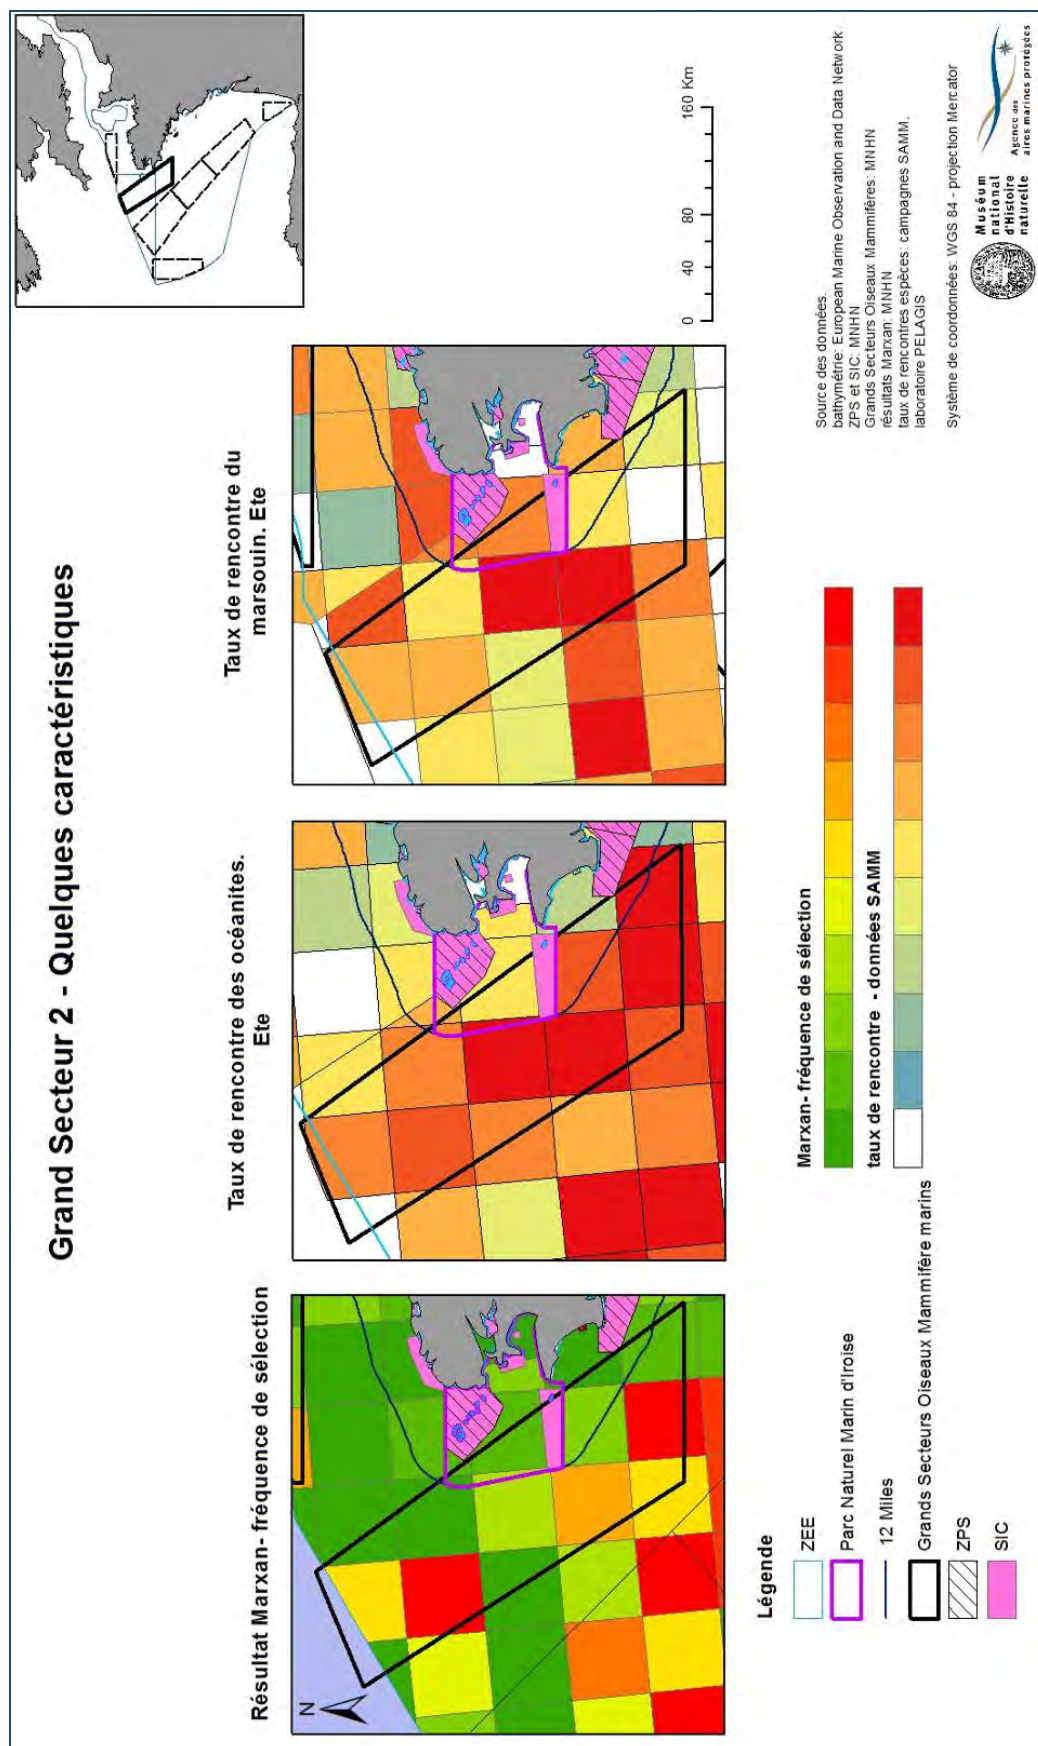 Grand Secteur 2 - Quelques caractéristiques
Résultat Marxan- fréquence de sélection
N
Taux de rencontre des océanites.
Ete
Taux de rencontre du
marsouin. Ete
Légende
ZEE
Parc Naturel Marin d'Iroise
12 Miles
Grands Secteurs Oiseaux Mammifère marins
ZPS
SIC
Marxan- fréquence de sélection
taux de rencontre - données SAMM
0 40 80 160 Km
Source des données
bathymétrie: European Marine Observation and Data Network
ZPS et SIC: MNHN
Grands Secteurs Oiseaux Mammifères: MNHN
résultats Marxan: MNHN
taux de rencontres espèces: campagnes SAMM.
laboratoire PELAGIS
Système de coordonnées: WGS 84 - projection Mercator
Muséum
national
d'Histoire
naturelle
Agence des
aires marines protégées